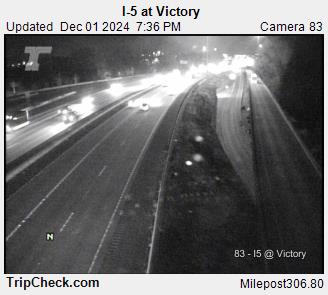 I-5 at Victory
Updated Dec 01 2024 7:36 PM Camera 83
T
N
83 - I5 @ Victory
TripCheck.com Milepost306.80